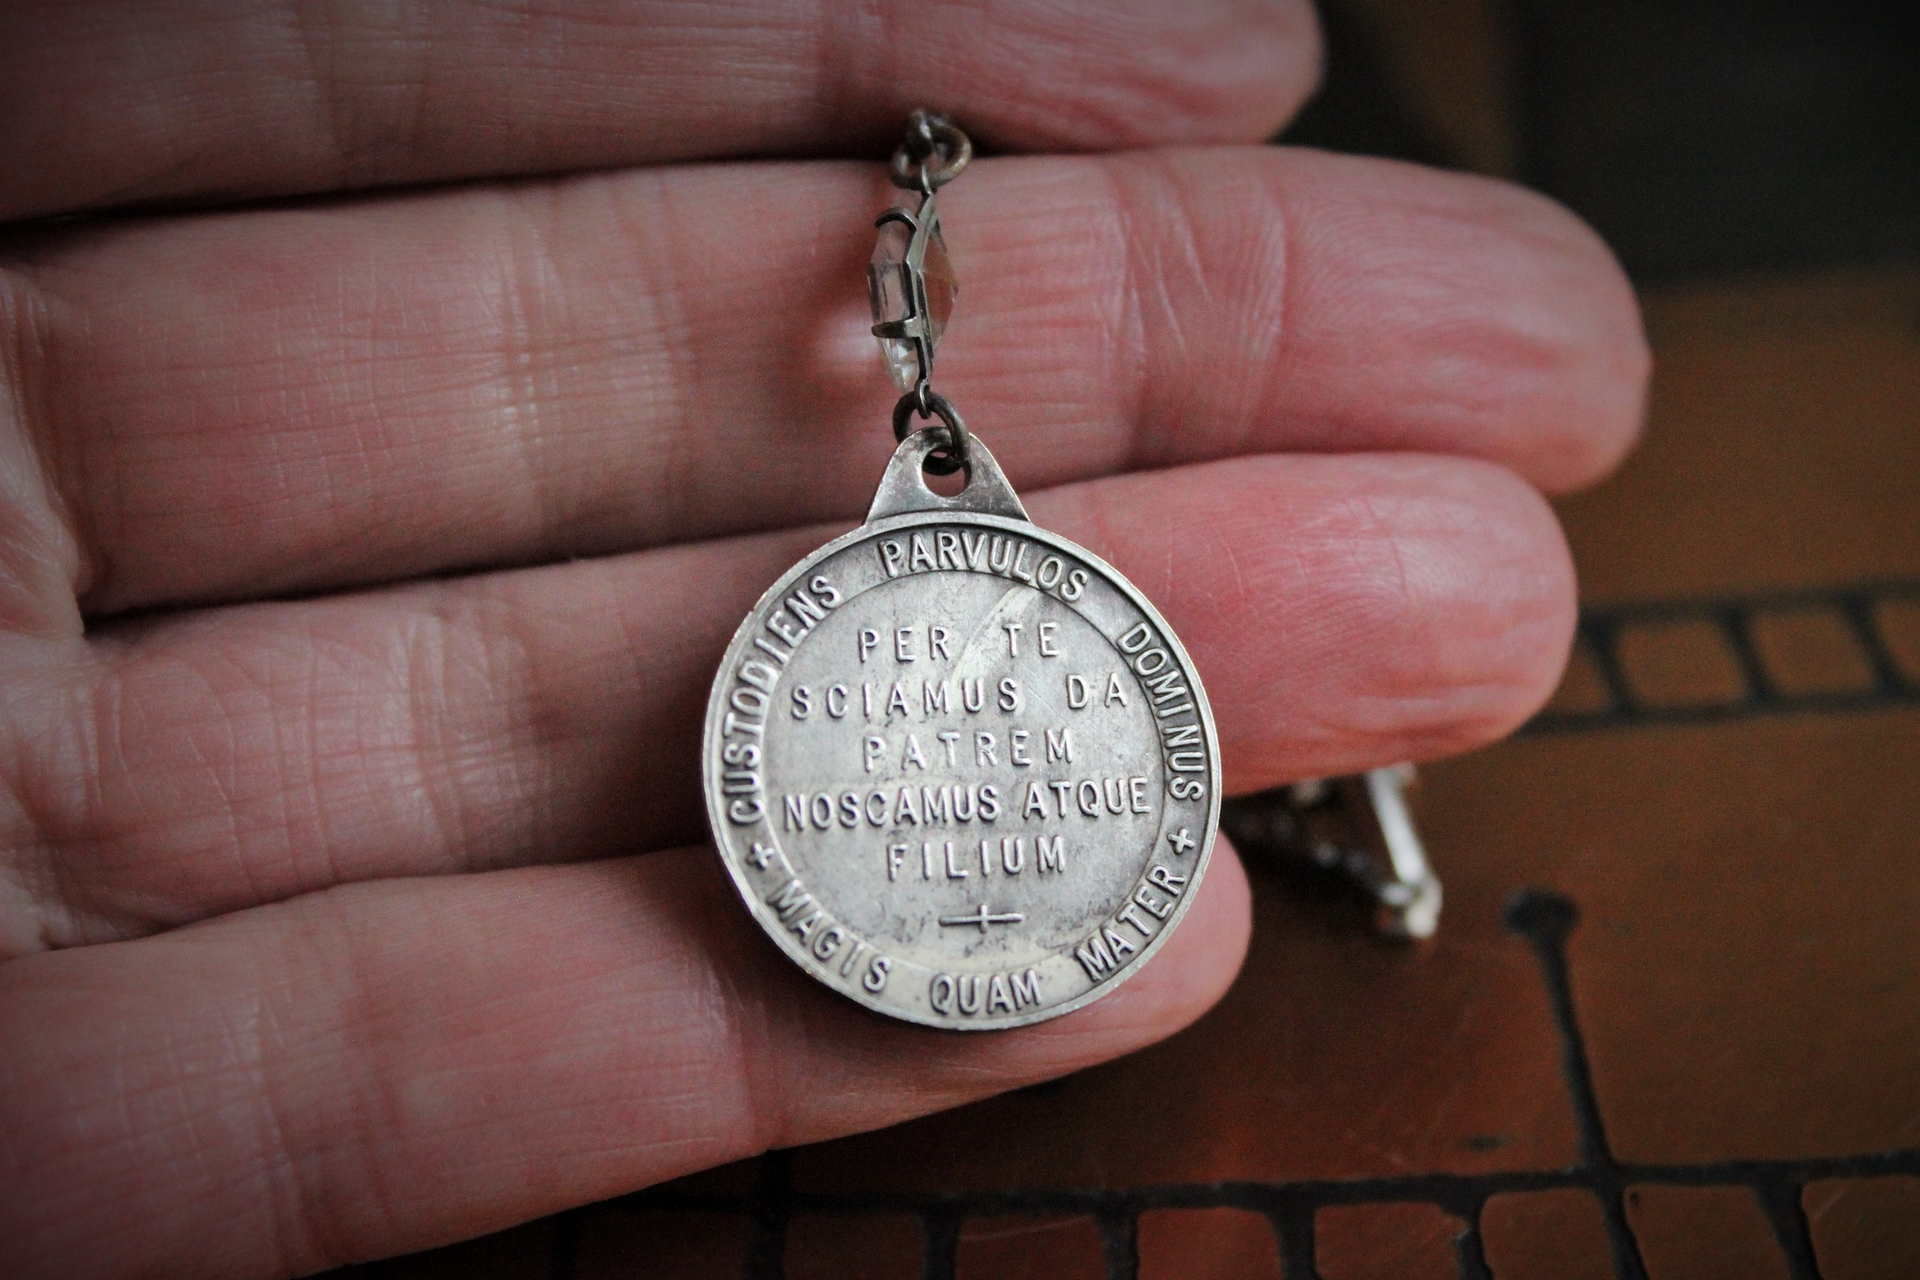 CUSTODIENS PARVULOS DOMINUS
PER TE
SCIAMUS DA
PATREM
NOSCAMUS ATQUE
FILIUM
+ MAGIS QUAM MATER +